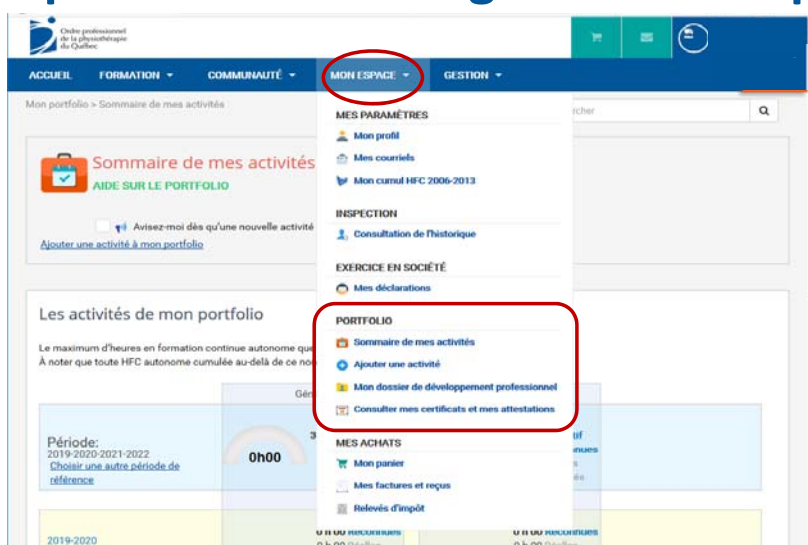 Ordre professionnel
de la physiothérapie
du Québec
ACCUEIL FORMATION COMMUNAUTÉ MON ESPACE GESTION
Mon portfolio > Sommaire de mes activités
rcher
Sommaire de mes activités
AIDE SUR LE PORTFOLIO
Avisez-moi dès qu'une nouvelle activité
Ajouter une activité à mon portfolio
MES PARAMÈTRES
Mon profil
Mes courriels
Mon cumul HFC 2006-2013
INSPECTION
Consultation de l'historique
EXERCICE EN SOCIÉTÉ
Mes déclarations
PORTFOLIO
Sommaire de mes activités
Ajouter une activité
Mon dossier de développement professionnel
Consulter mes certificats et mes attestations
MES ACHATS
Mon panier
Mes factures et reçus
Relevés d'impôt
Les activités de mon portfolio
Le maximum d'heures en formation continue autonome que
À noter que toute HFC autonome cumulée au-delà de ce no
Gén
Période:
2019-2020-2021-2022
Choisir une autre période de
référence
0h00
3
tif
nnues
2019-2020
0 h 00 Reconnues 0 h 00 Reconnues